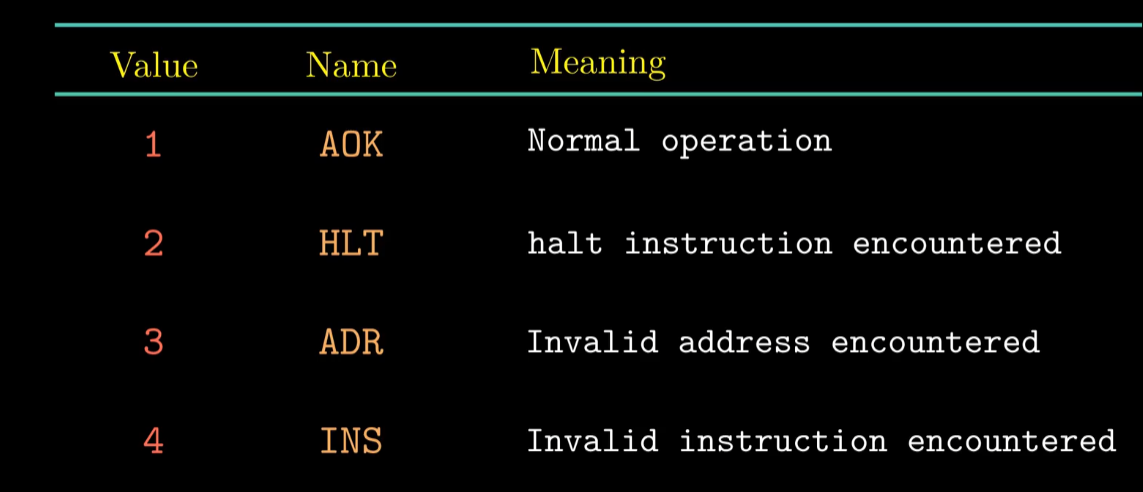 Value Name Meaning
1 AOK Normal operation
2 HLT halt instruction encountered
3 ADR Invalid address encountered
4 INS Invalid instruction encountered